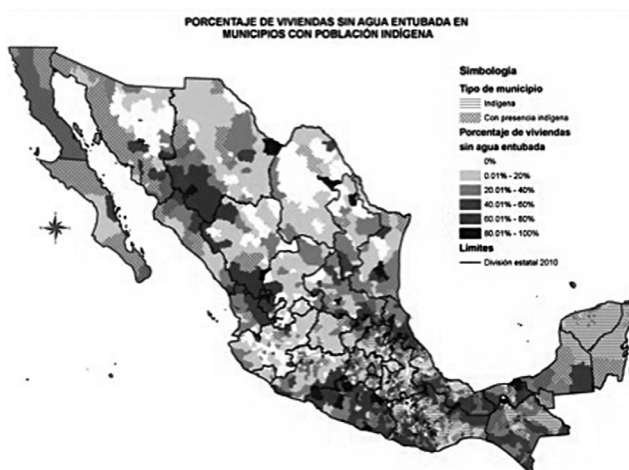 PORCENTAJE DE VIVIENDAS SIN AGUA ENTUBADA EN
MUNICIPIOS CON POBLACIÓN INDÍGENA
Simbología
Tipo de municipio
Indígena
Con presencia indígena
Porcentaje de viviendas
sin agua entubada
0%
0.01% - 20%
20.01% - 40%
40.01% - 60%
60.01% - 80%
80.01% - 100%
Límites
División estatal 2010